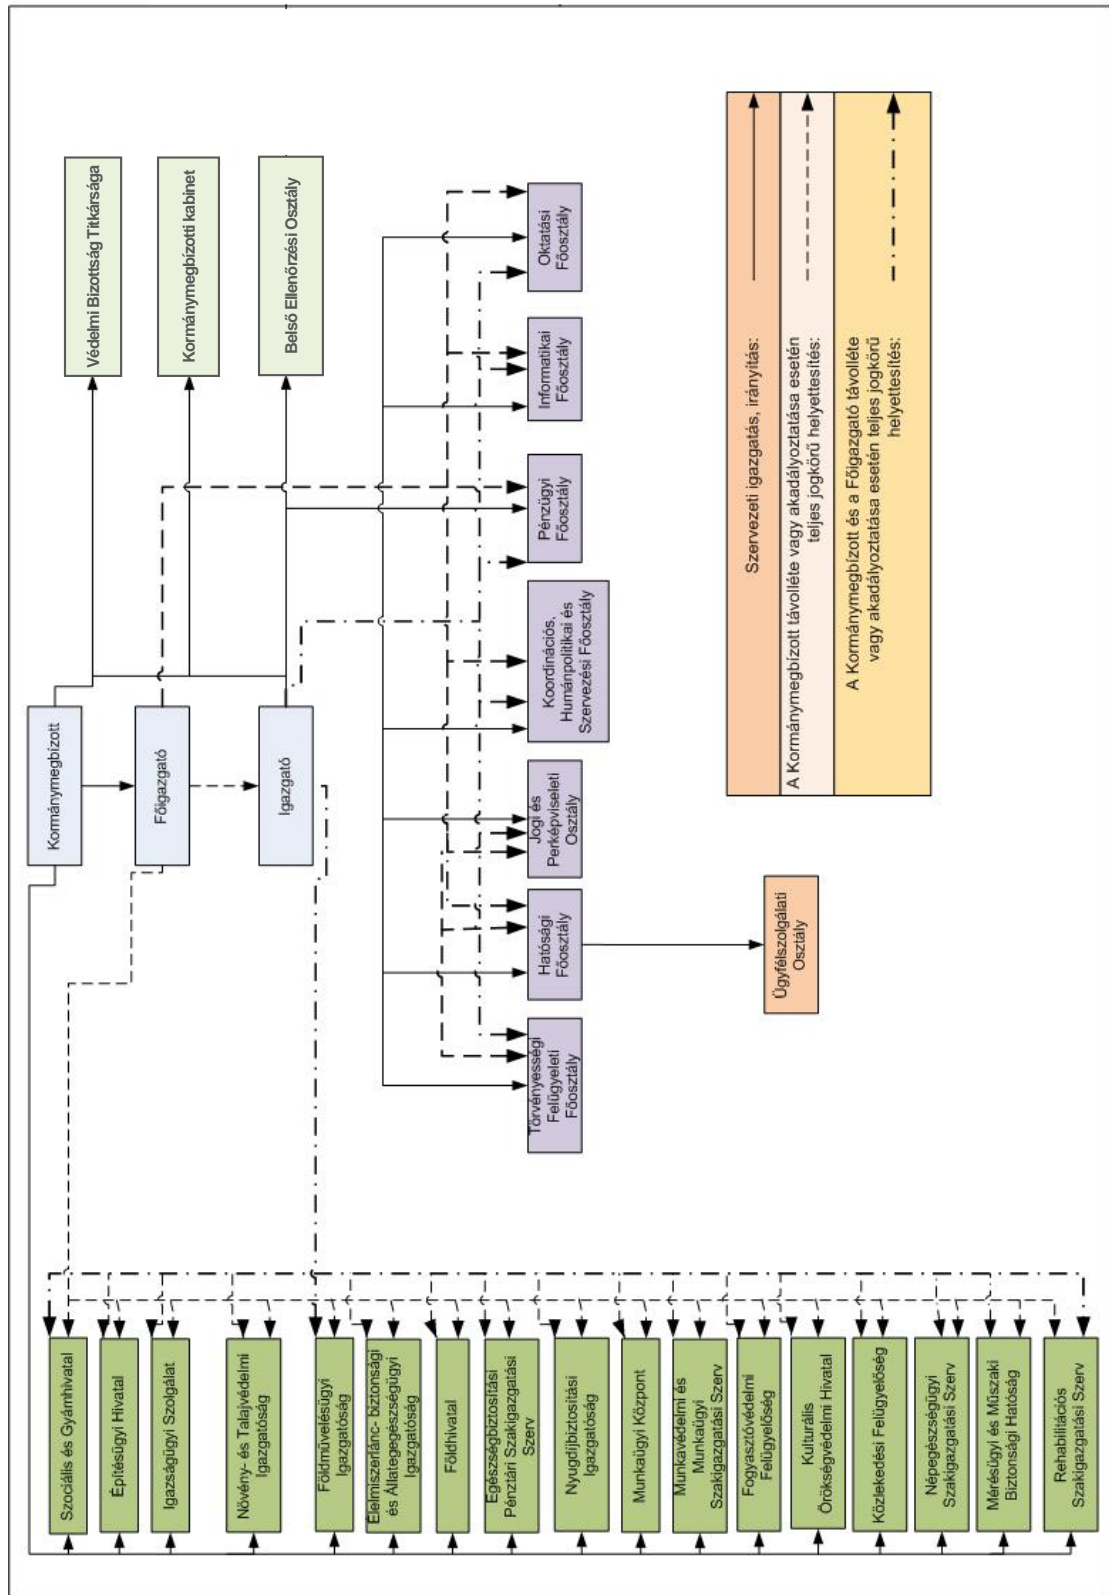 Kormánymegbízott
Főigazgató
Igazgató
Védelmi Bizottság Titkársága
Kormánymegbízotti kabinet
Belső Ellenőrzési Osztály
Törvényességi
Felügyeleti
Főosztály
Hatósági
Főosztály
Jogi és
Perképviseleti
Osztály
Koordinációs,
Humánpolitikai és
Szervezési Főosztály
Pénzügyi
Főosztály
Informatikai
Főosztály
Oktatási
Főosztály
Ügyfélszolgálati
Osztály
Szociális és Gyámhivatal
Építésügyi Hivatal
Igazságügyi Szolgálat
Növény- és Talajvédelmi
Igazgatóság
Földművelésügyi
Igazgatóság
Élelmiszerlánc- biztonsági
és Állategegészségügyi
Igazgatóság
Földhivatal
Egészségbiztosítási
Pénztári Szakigazgatási
Szerv
Nyugdíjbiztosítási
Igazgatóság
Munkaügyi Központ
Munkavédelmi és
Munkaügyi
Szakigazgatási Szerv
Fogyasztóvédelmi
Felügyelőség
Kulturális
Örökségvédelmi Hivatal
Közlekedési Felügyelőség
Népegészségügyi
Szakigazgatási Szerv
Mérésügyi és Műszaki
Biztonsági Hatóság
Rehabilitációs
Szakigazgatási Szerv
Szervezeti igazgatás, irányítás:
A Kormánymegbízott távolléte vagy akadályoztatása esetén
teljes jogkörű helyettesítés:
A Kormánymegbízott és a Főigazgató távolléte
vagy akadályoztatása esetén teljes jogkörű
helyettesítés: